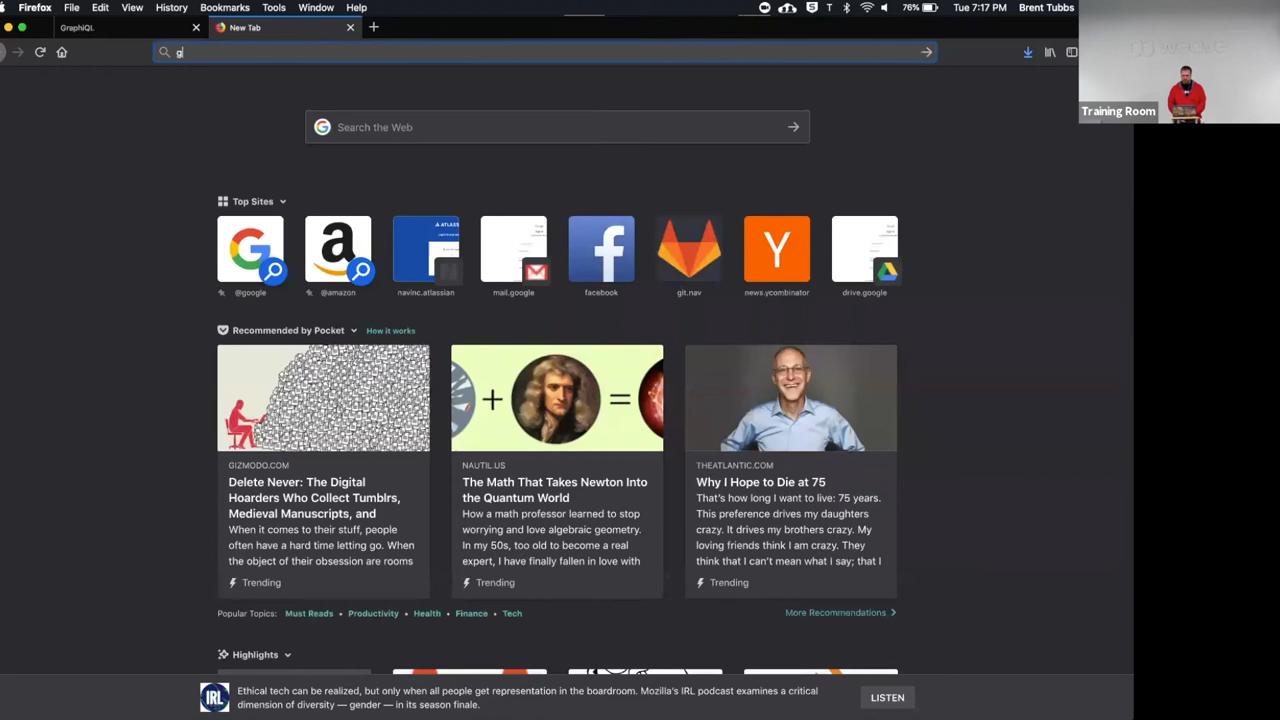 Firefox File Edit View History Bookmarks Tools Window Help
76% Tue 7:17 PM Brent Tubbs
GraphiQL
New Tab
g
weave
Training Room
Search the Web
Top Sites
@google
@amazon
navinc.atlassian
mail.google
facebook
git.nav
news.ycombinator
drive.google
Recommended by Pocket How it works
GIZMODO.COM
Delete Never: The Digital
Hoarders Who Collect Tumblrs,
Medieval Manuscripts, and
When it comes to their stuff, people
often have a hard time letting go. When
the object of their obsession are rooms
Trending
NAUTIL.US
The Math That Takes Newton Into
the Quantum World
How a math professor learned to stop
worrying and love algebraic geometry.
In my 50s, too old to become a real
expert, I have finally fallen in love with
Trending
THEATLANTIC.COM
Why I Hope to Die at 75
That's how long I want to live: 75 years.
This preference drives my daughters
crazy. It drives my brothers crazy. My
loving friends think I am crazy. They
think that I can't mean what I say; that I
Trending
Popular Topics: Must Reads • Productivity • Health • Finance • Tech
More Recommendations
Highlights
IRL
Ethical tech can be realized, but only when all people get representation in the boardroom. Mozilla's IRL podcast examines a critical
dimension of diversity — gender — in its season finale.
LISTEN